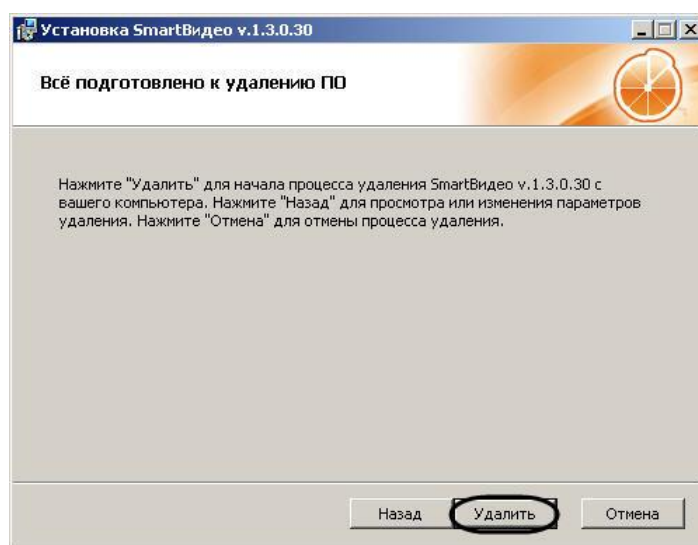 Установка SmartВидео v.1.3.0.30
Всё подготовлено к удалению ПО
Нажмите "Удалить" для начала процесса удаления SmartВидео v.1.3.0.30 с
вашего компьютера. Нажмите "Назад" для просмотра или изменения параметров
удаления. Нажмите "Отмена" для отмены процесса удаления.
Назад
Удалить
Отмена